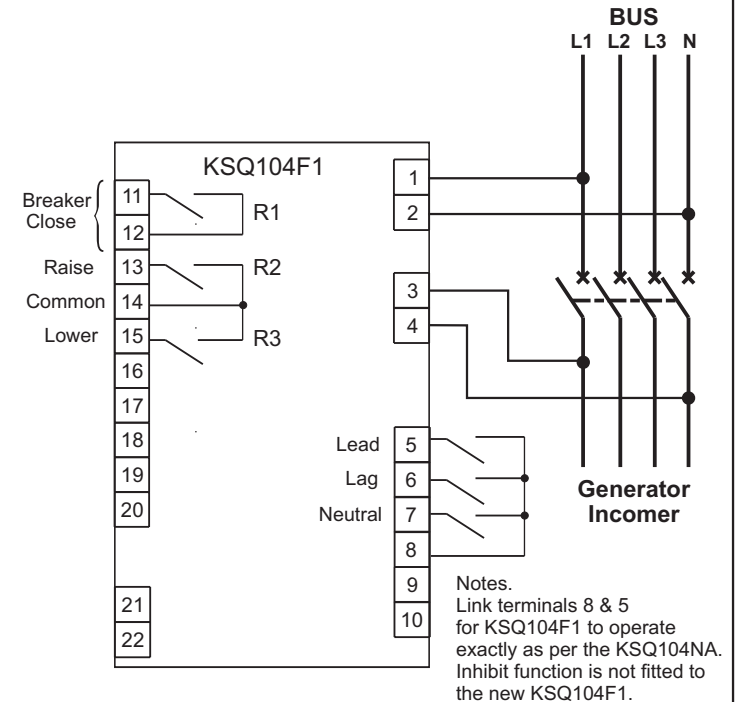 BUS
L1 L2 L3 N
KSQ104F1
Breaker
Close
11
12
R1
Raise
13
R2
Common
14
Lower
15
R3
16
17
18
19
20
21
22
1
2
3
4
Lead
5
Lag
6
Neutral
7
8
9
10
Generator
Incomer
Notes.
Link terminals 8 & 5
for KSQ104F1 to operate
exactly as per the KSQ104NA.
Inhibit function is not fitted to
the new KSQ104F1.